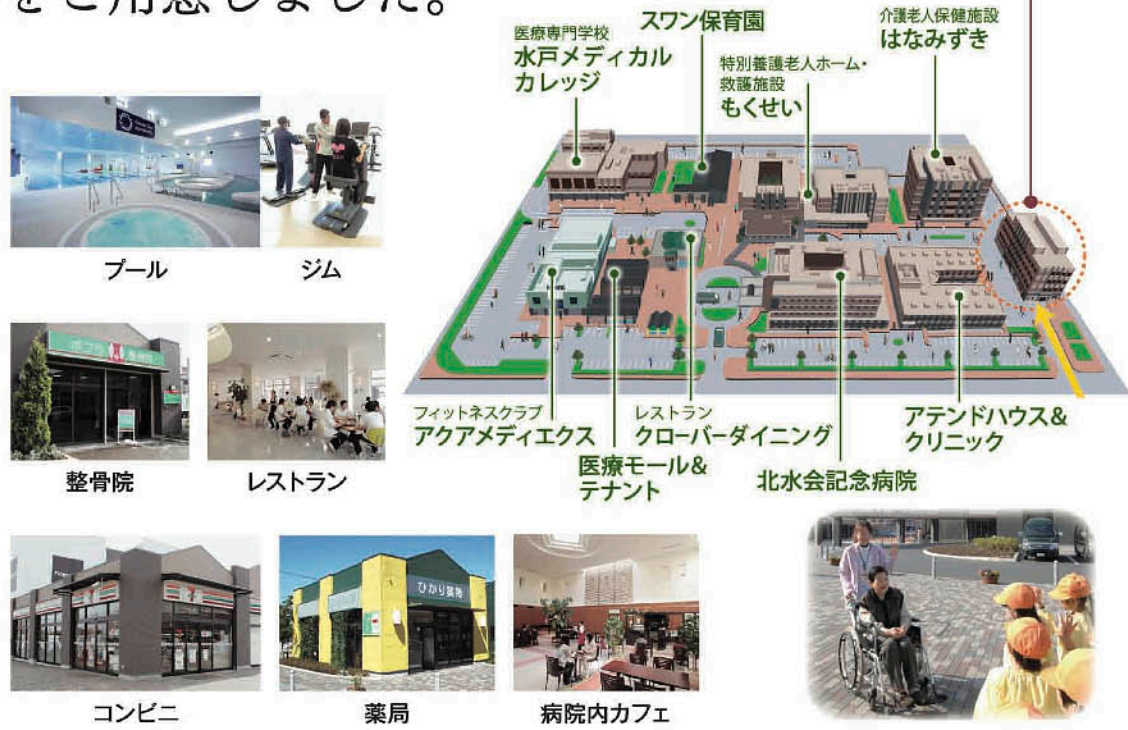 をご用意しました。
医療専門学校
水戸メディカル
カレッジ
スワン保育園
特別養護老人ホーム・
救護施設
もくせい
介護老人保健施設
はなみずき
プール
ジム
フィットネスクラブ
アクアメディエクス
医療モール&
テナント
レストラン
クローバーダイニング
北水会記念病院
アテンドハウス&
クリニック
整骨院
レストラン
ひかり薬局
コンビニ
薬局
病院内カフェ